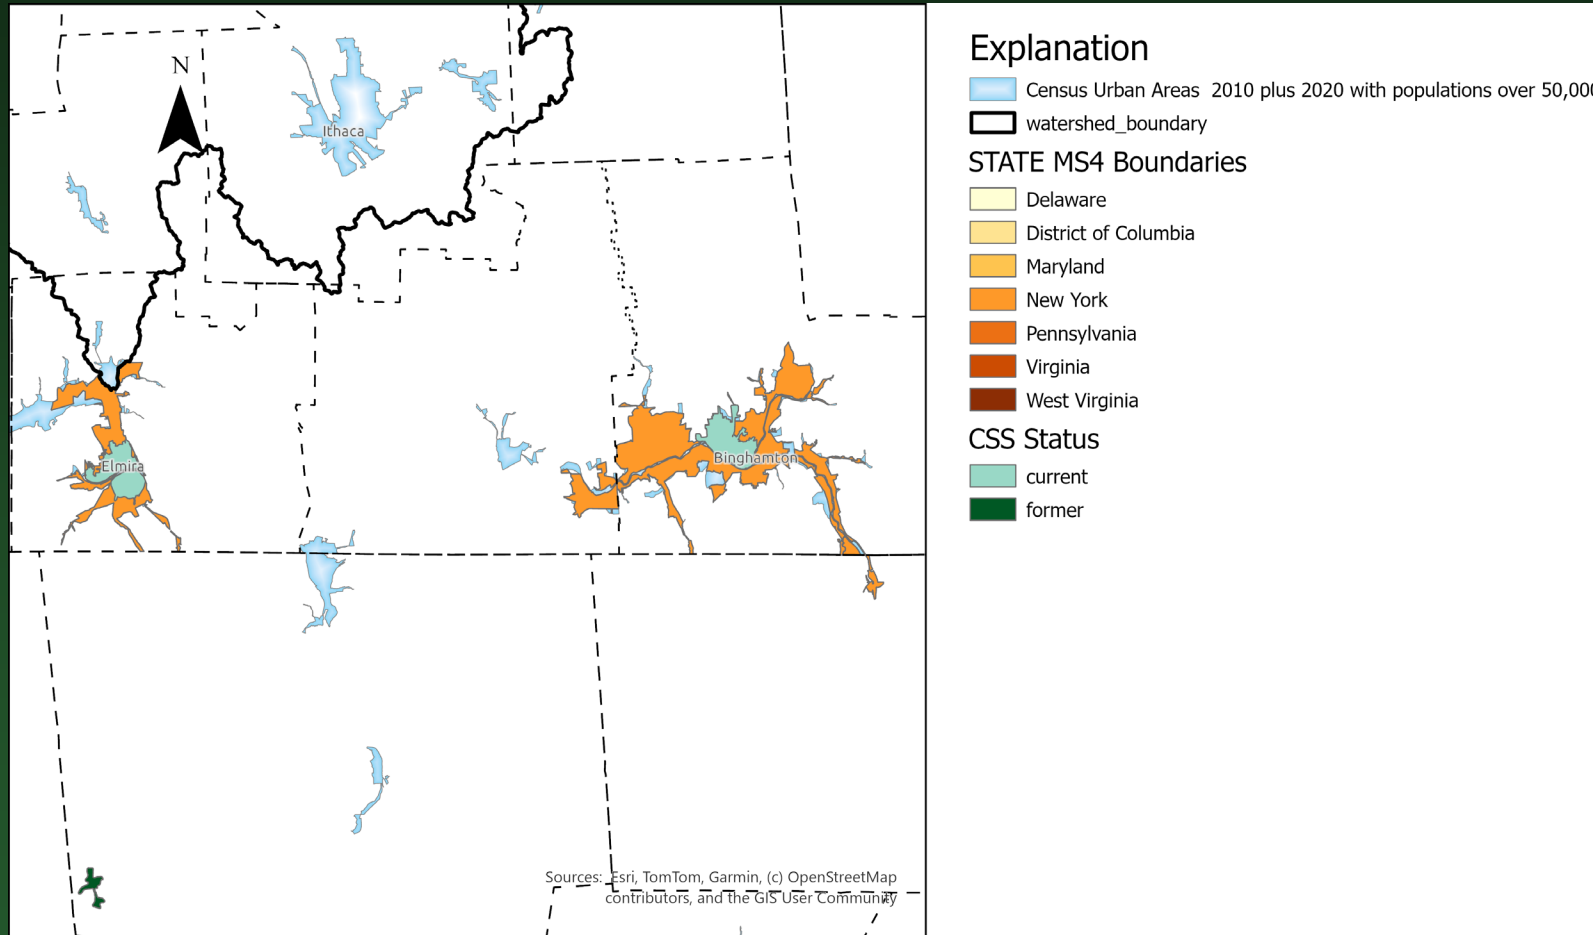 N
Ithaca
Elmira
Binghamton
Sources: Esri, TomTom, Garmin, (c) OpenStreetMap
contributors, and the GIS User Community
Explanation
Census Urban Areas 2010 plus 2020 with populations over 50,000
watershed_boundary
STATE MS4 Boundaries
Delaware
District of Columbia
Maryland
New York
Pennsylvania
Virginia
West Virginia
CSS Status
current
former